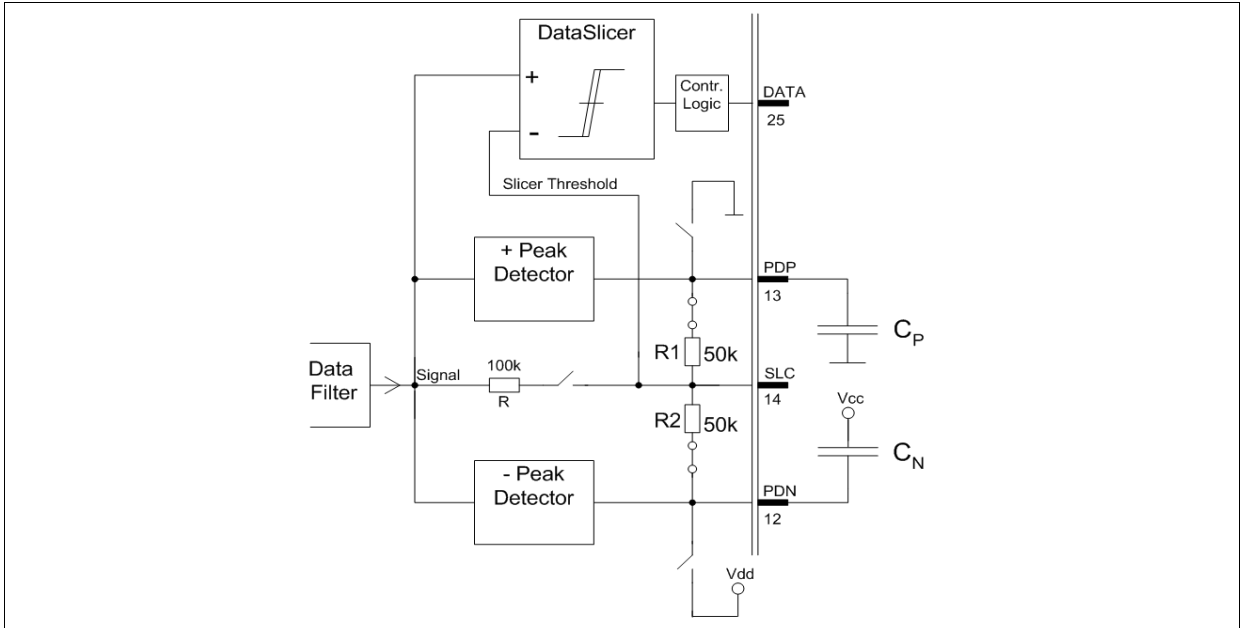 DataSlicer
+
-
Contr.
Logic
DATA
25
Slicer Threshold
+ Peak
Detector
PDP
13
C_P
R1
50k
Data
Filter
Signal
100k
R
SLC
14
R2
50k
Vcc
C_N
- Peak
Detector
PDN
12
Vdd